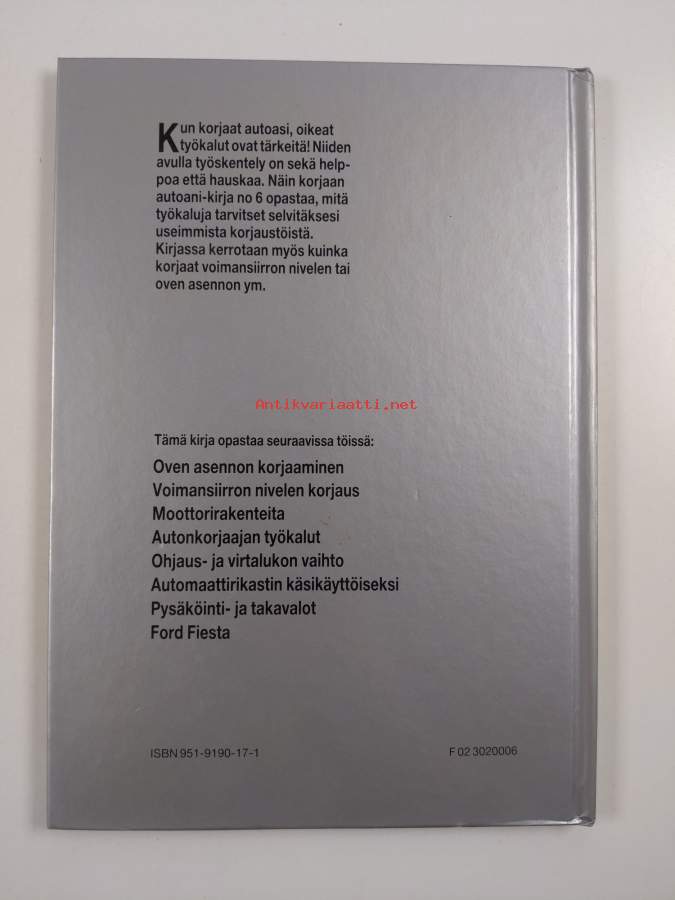 Kun korjaat autoasi, oikeat
työkalut ovat tärkeitä! Niiden
avulla työskentely on sekä help-
poa että hauskaa. Näin korjaan
autoani-kirja no 6 opastaa, mitä
työkaluja tarvitset selvitäksesi
useimmista korjaustöistä.
Kirjassa kerrotaan myös kuinka
korjaat voimansiirron nivelen tai
oven asennon ym.
Antikvariaatti.net
Tämä kirja opastaa seuraavissa töissä:
Oven asennon korjaaminen
Voimansiirron nivelen korjaus
Moottorirakenteita
Autonkorjaajan työkalut
Ohjaus- ja virtalukon vaihto
Automaattirikastin käsikäyttöiseksi
Pysäköinti- ja takavalot
Ford Fiesta
ISBN 951-9190-17-1
F 02 3020006